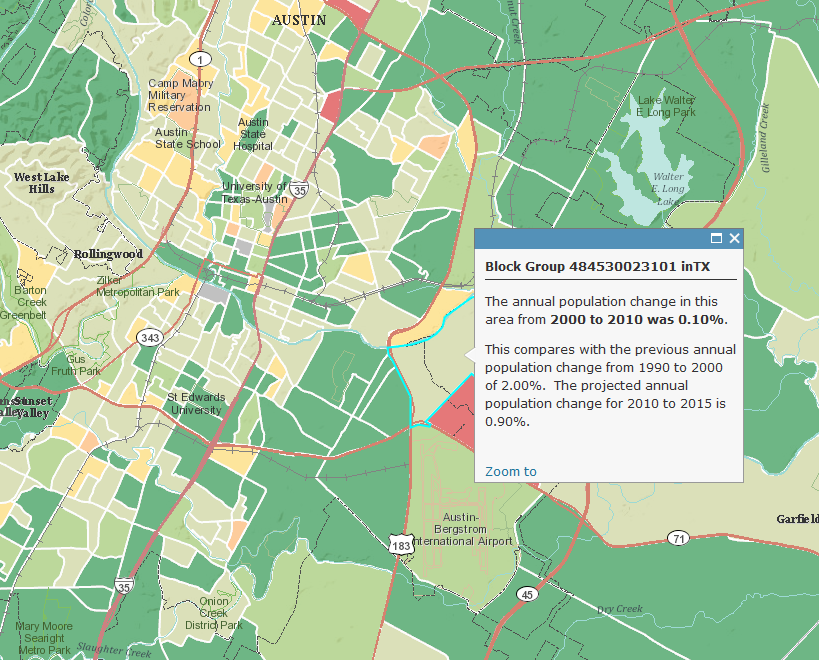 AUSTIN
Colo
nut Creek
1
Camp Mabry
Military
Reservation
Lake Walter
E Long Park
Gilleland Creek
Austin
State School
Austin
State
Hospital
West Lake
Hills
Walter
E. Long
Lake
University of
Texas-Austin
35
Rollingwood
Zilker
Metropolitan Park
Barton
Creek
Greenbelt
343
Gus
Fruth Park
Sunset
Valley
St Edwards
University
Block Group 484530023101 inTX
The annual population change in this
area from 2000 to 2010 was 0.10%.
This compares with the previous annual
population change from 1990 to 2000
of 2.00%.  The projected annual
population change for 2010 to 2015 is
0.90%.
Zoom to
Austin-
Bergstrom
International Airport
Garfield
183
71
35
45
Onion
Creek
District Park
Dry Creek
Mary Moore
Searight
Metro Park
Slaughter Creek